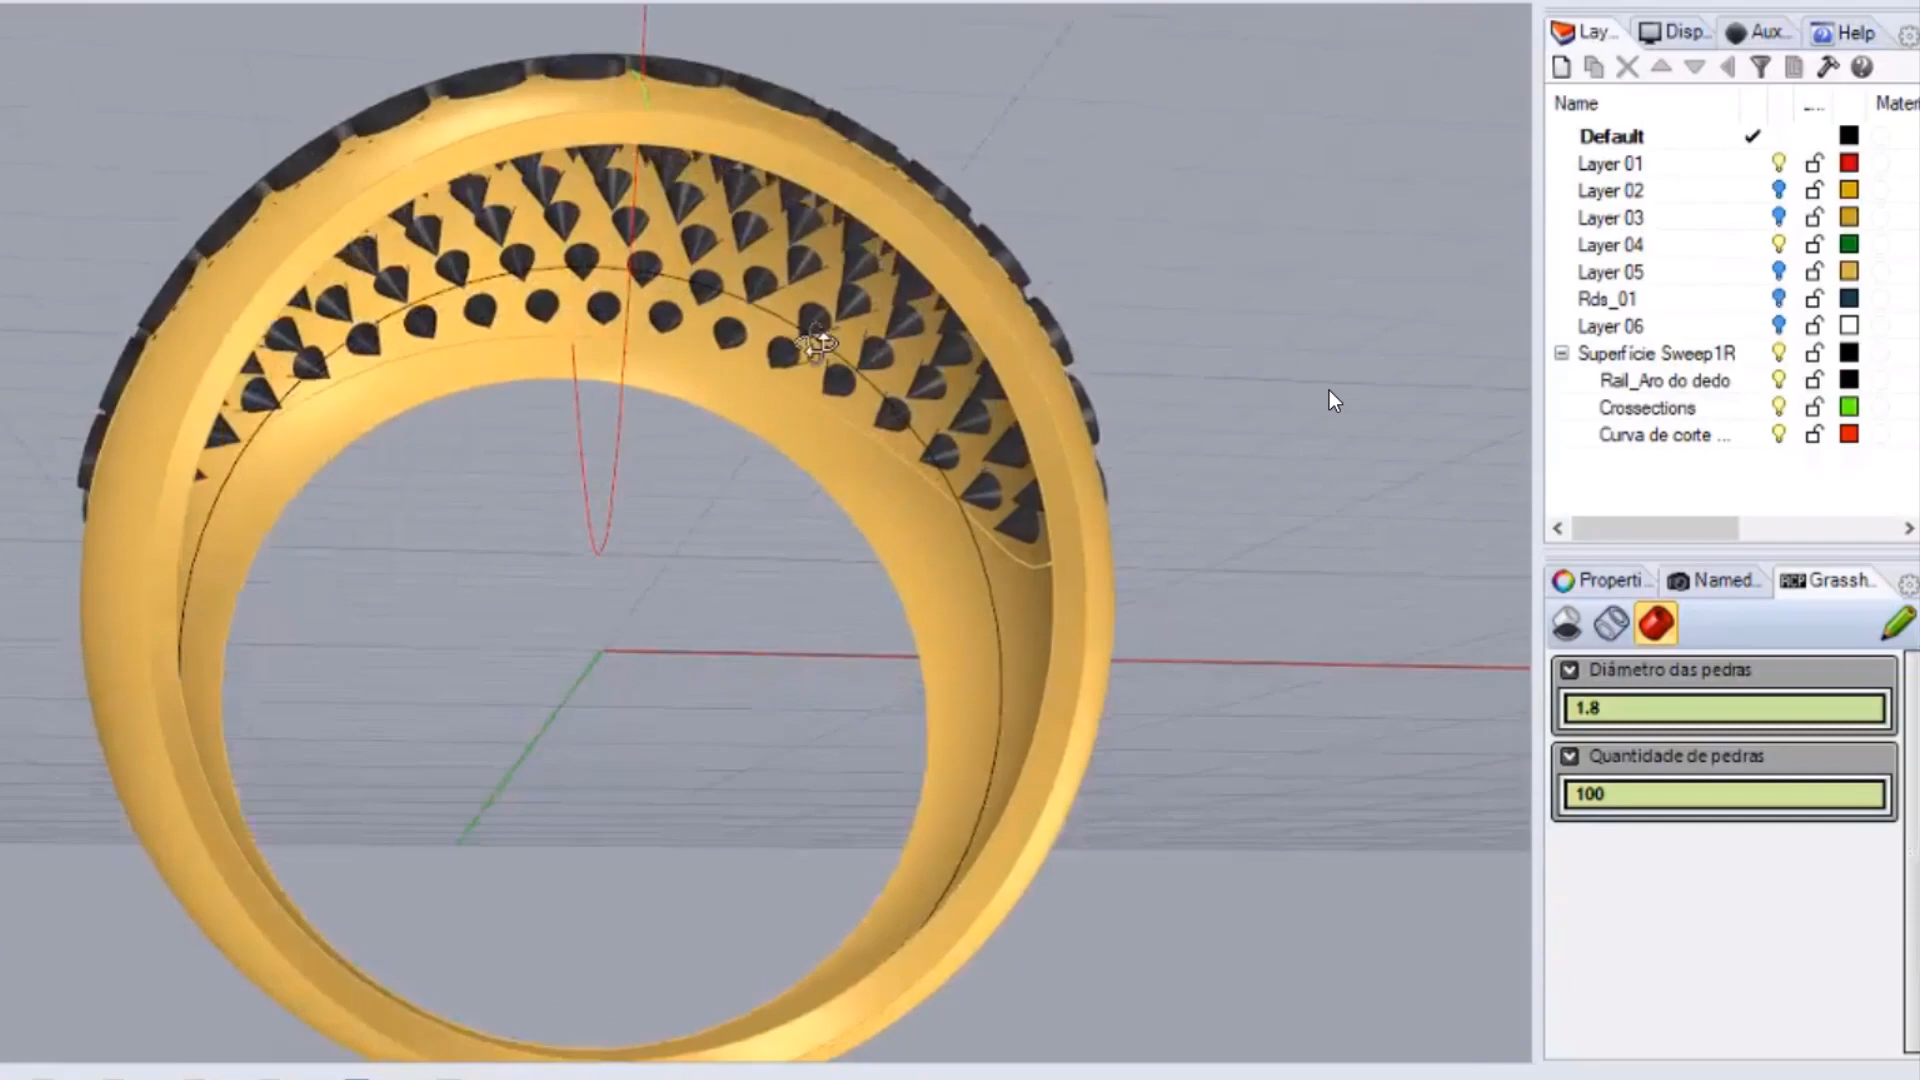 Lay... Disp... Aux... Help
Name ... Mater
Default
Layer 01
Layer 02
Layer 03
Layer 04
Layer 05
Rds_01
Layer 06
Superfície Sweep1R
Rail_Aro do dedo
Crossections
Curva de corte ...
Properti... Named... RCP Grassh...
Diâmetro das pedras
1.8
Quantidade de pedras
100